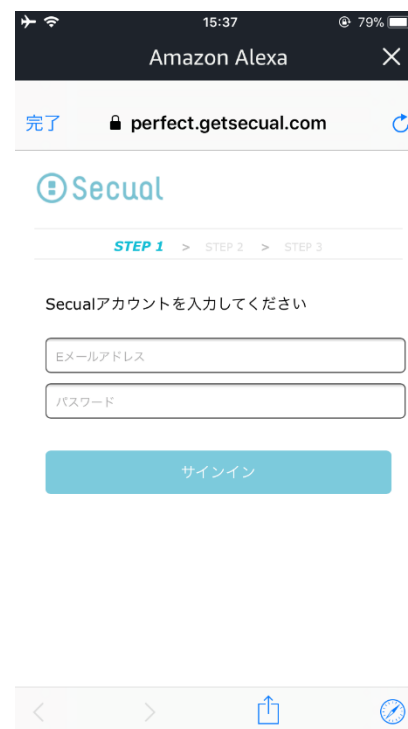 15:37
79%
Amazon Alexa
完了
perfect.getsecual.com
Secual
STEP 1 > STEP 2 > STEP 3
Secualアカウントを入力してください
Eメールアドレス
パスワード
サインイン